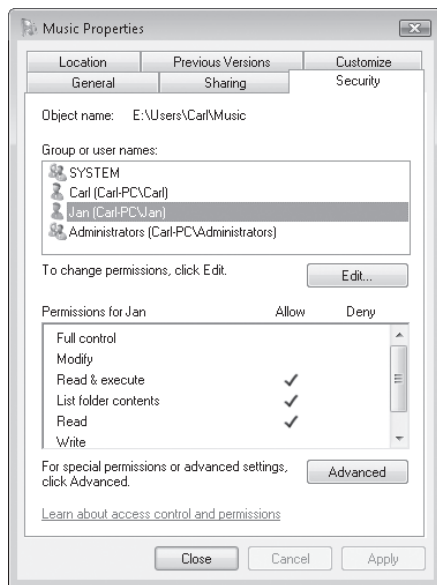 Music Properties
Location Previous Versions Customize
General Sharing Security
Object name: E:\Users\Carl\Music
Group or user names:
SYSTEM
Carl (Carl-PC\Carl)
Jan (Carl-PC\Jan)
Administrators (Carl-PC\Administrators)
To change permissions, click Edit.
Edit...
Permissions for Jan Allow Deny
Full control
Modify
Read & execute
List folder contents
Read
Write
For special permissions or advanced settings,
click Advanced.
Advanced
Learn about access control and permissions
Close Cancel Apply